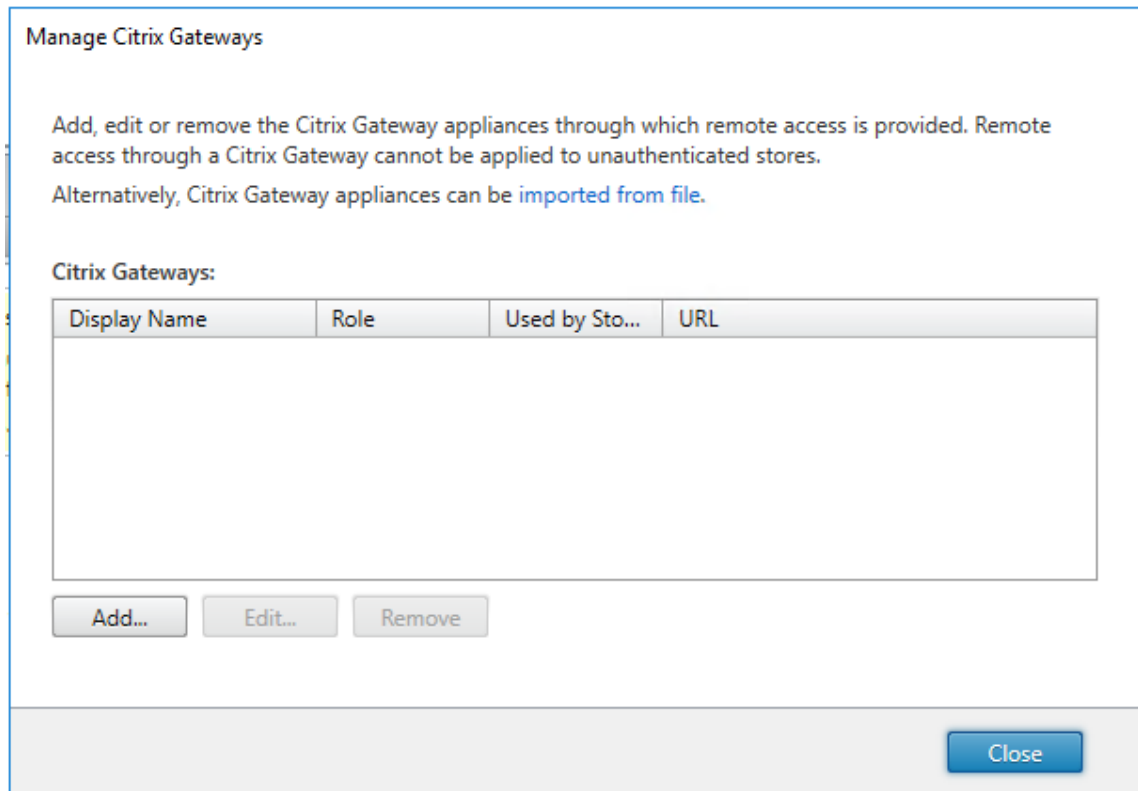 Manage Citrix Gateways
Add, edit or remove the Citrix Gateway appliances through which remote access is provided. Remote
access through a Citrix Gateway cannot be applied to unauthenticated stores.
Alternatively, Citrix Gateway appliances can be imported from file.
Citrix Gateways:
Display Name Role Used by Sto... URL
Add... Edit... Remove
Close